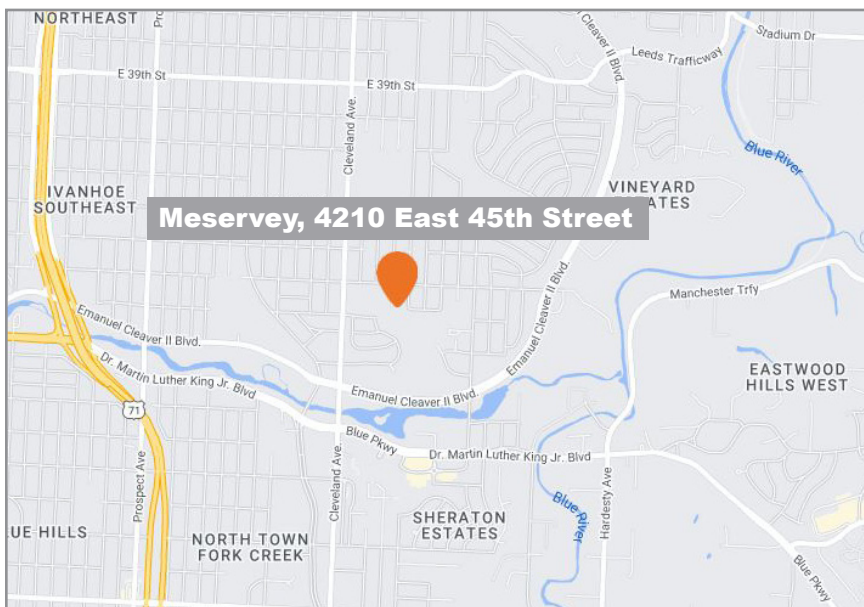 NORTHEAST
Stadium Dr
Leeds Trafficway
E 39th St
E 39th St
Cleaver II Blvd.
Cleveland Ave.
Blue River
IVANHOE
SOUTHEAST
VINEYARD
ATES
Meservey, 4210 East 45th Street
Manchester Trfy
Emanuel Cleaver II Blvd.
Emanuel Cleaver II Blvd.
Dr. Martin Luther King Jr. Blvd
Emanuel Cleaver II Blvd.
EASTWOOD
HILLS WEST
71
Blue Pkwy
Dr. Martin Luther King Jr. Blvd
Prospect Ave
Cleveland Ave.
Hardesty Ave
Blue River
SHERATON
ESTATES
UE HILLS
NORTH TOWN
FORK CREEK
Blue Pkwy